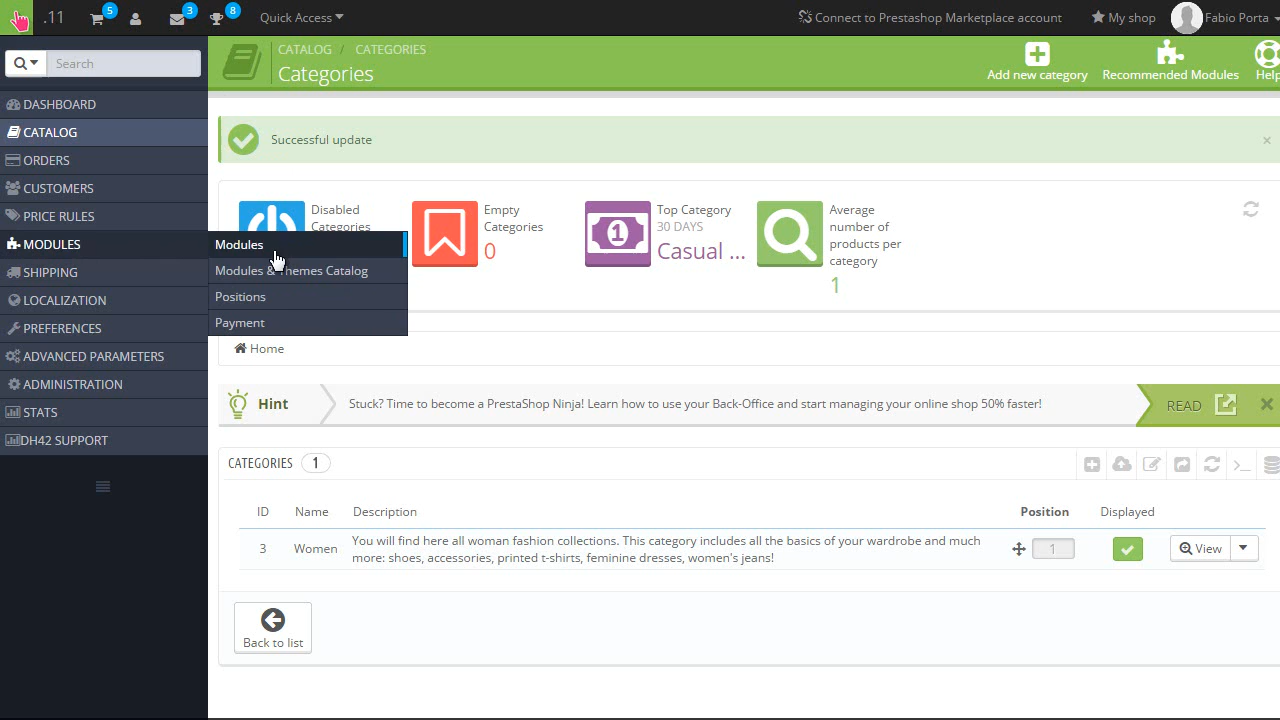 .11 5 3 8 Quick Access Connect to Prestashop Marketplace account My shop Fabio Porta
Search
CATALOG / CATEGORIES
Categories
Add new category Recommended Modules Help
DASHBOARD
CATALOG
ORDERS
CUSTOMERS
PRICE RULES
MODULES
SHIPPING
LOCALIZATION
PREFERENCES
ADVANCED PARAMETERS
ADMINISTRATION
STATS
DH42 SUPPORT
Modules
Modules & Themes Catalog
Positions
Payment
Successful update ×
Disabled
Categories
Empty
Categories
0
Top Category
30 DAYS
Casual ...
Average
number of
products per
category
1
Home
Hint Stuck? Time to become a PrestaShop Ninja! Learn how to use your Back-Office and start managing your online shop 50% faster! READ
CATEGORIES 1
ID Name Description Position Displayed
3 Women You will find here all woman fashion collections. This category includes all the basics of your wardrobe and much
more: shoes, accessories, printed t-shirts, feminine dresses, women's jeans! 1 View
Back to list